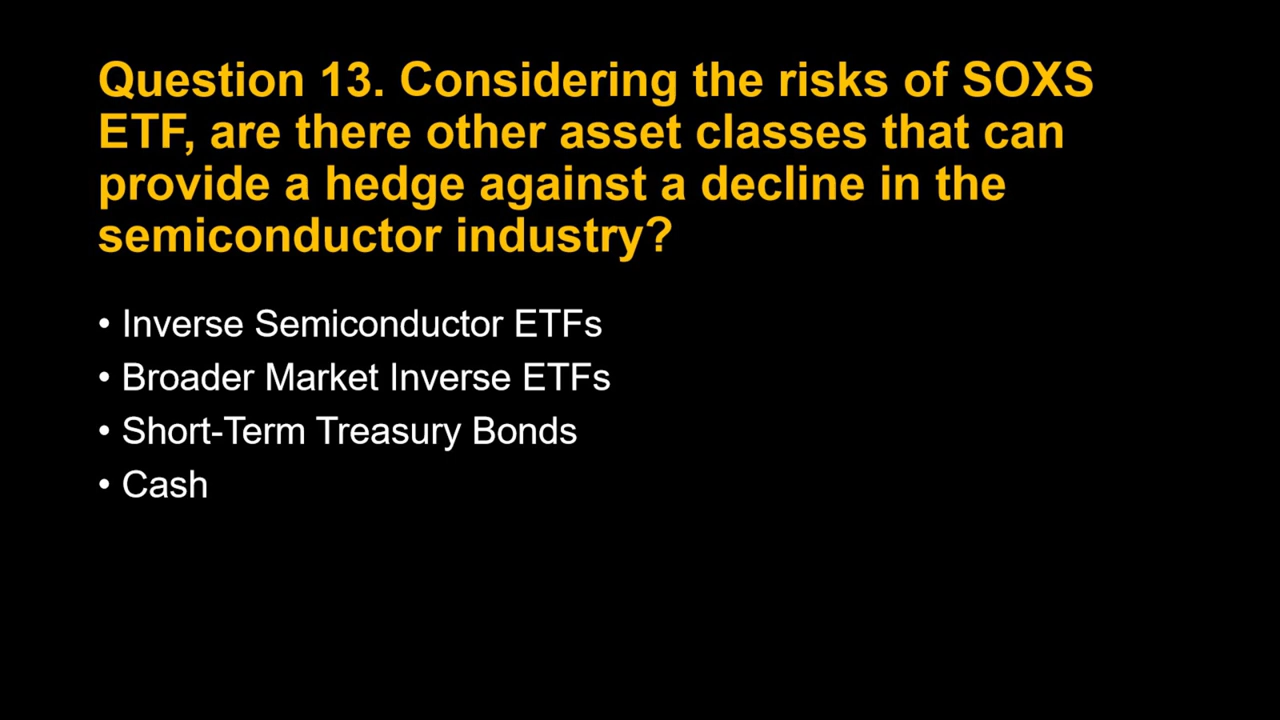 Question 13. Considering the risks of SOXS
ETF, are there other asset classes that can
provide a hedge against a decline in the
semiconductor industry?
• Inverse Semiconductor ETFs
• Broader Market Inverse ETFs
• Short-Term Treasury Bonds
• Cash